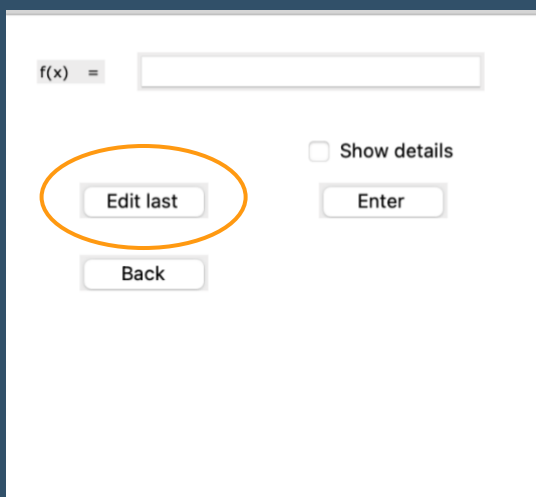 f(x) =
Show details
Edit last
Enter
Back